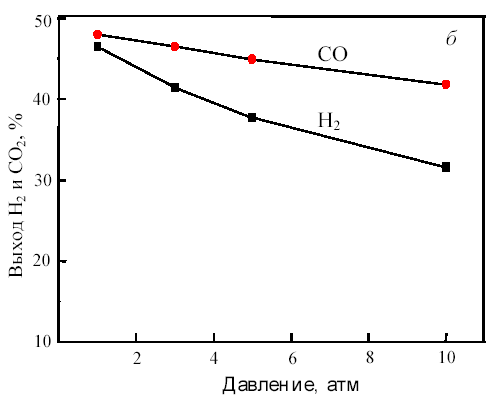 50
б
CO
40
H₂
30
20
10
2 4 6 8 10
Выход H₂ и CO₂, %
Давление, атм